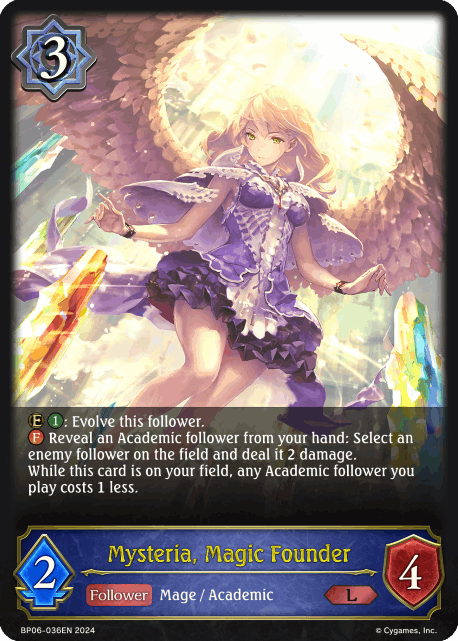 3
E 1: Evolve this follower.
F Reveal an Academic follower from your hand: Select an
enemy follower on the field and deal it 2 damage.
While this card is on your field, any Academic follower you
play costs 1 less.
Mysteria, Magic Founder
2
Follower Mage / Academic L
4
BP06-036EN 2024 © Cygames, Inc.